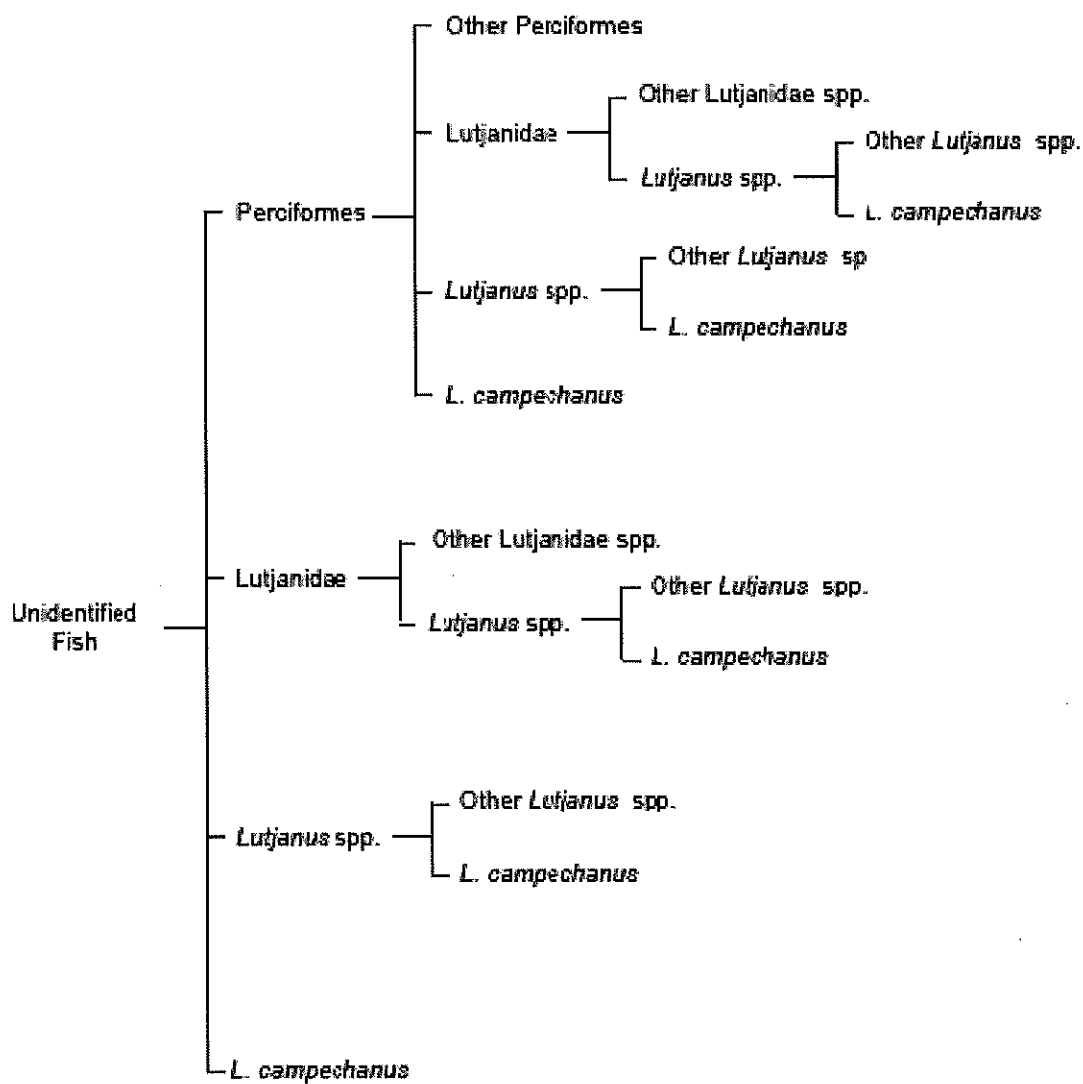 Other Perciformes
Other Lutjanidae spp.
Other Lutjanus spp.
Lutjanidae
Lutjanus spp.
L. campechanus
Perciformes
Other Lutjanus sp
Lutjanus spp.
L. campechanus
L. campechanus
Other Lutjanidae spp.
Lutjanidae
Other Lutjanus spp.
Lutjanus spp.
L. campechanus
Unidentified
Fish
Other Lutjanus spp.
Lutjanus spp.
L. campechanus
L. campechanus